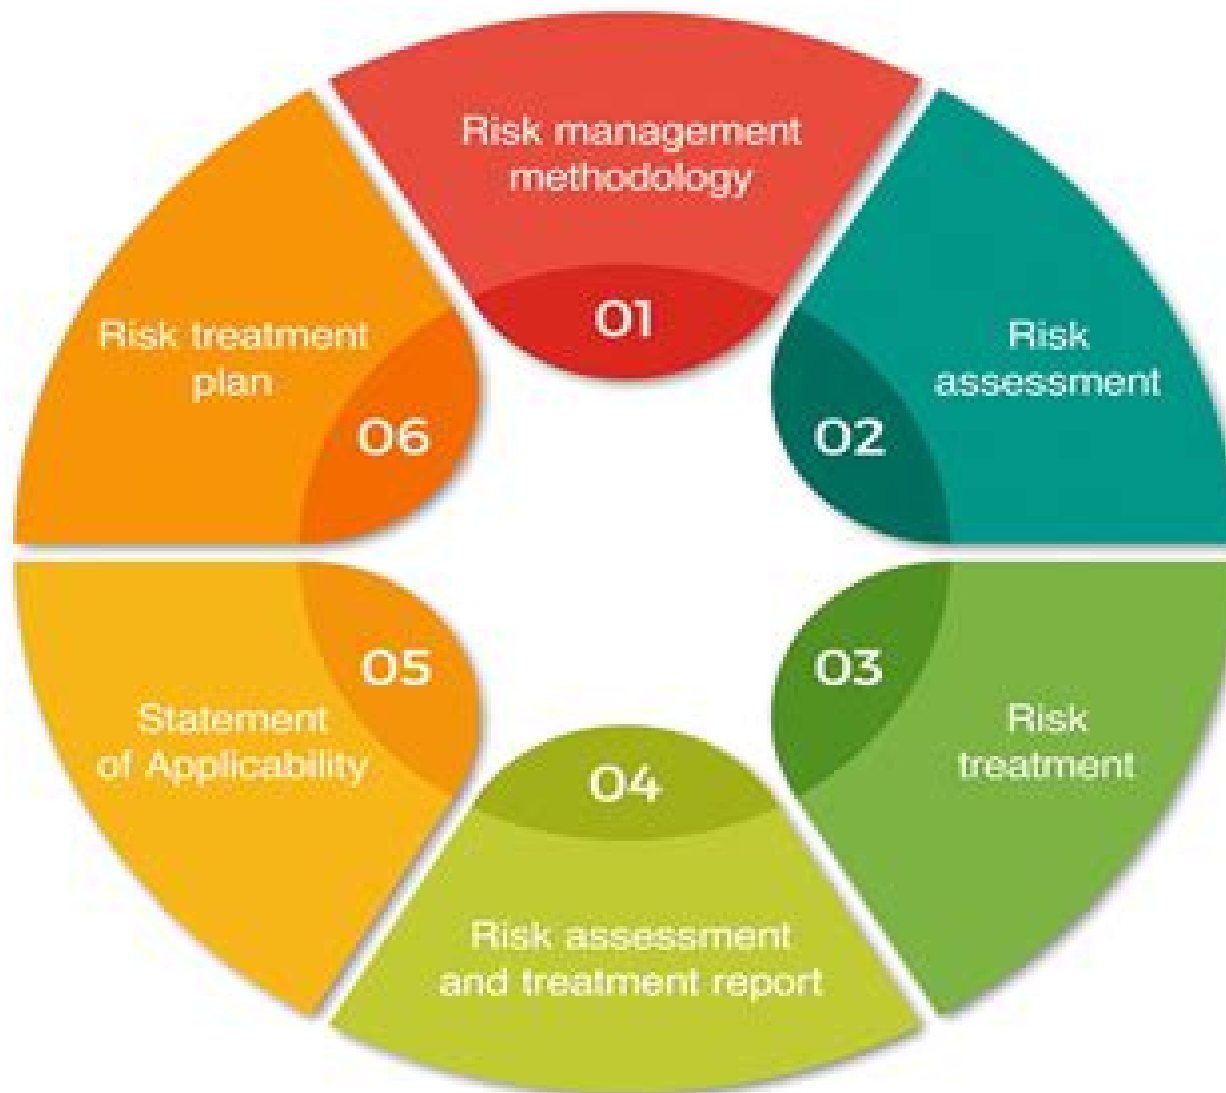 Risk management
methodology
01
Risk
assessment
02
Risk
treatment
03
Risk assessment
and treatment report
04
Statement
of Applicability
05
Risk treatment
plan
06